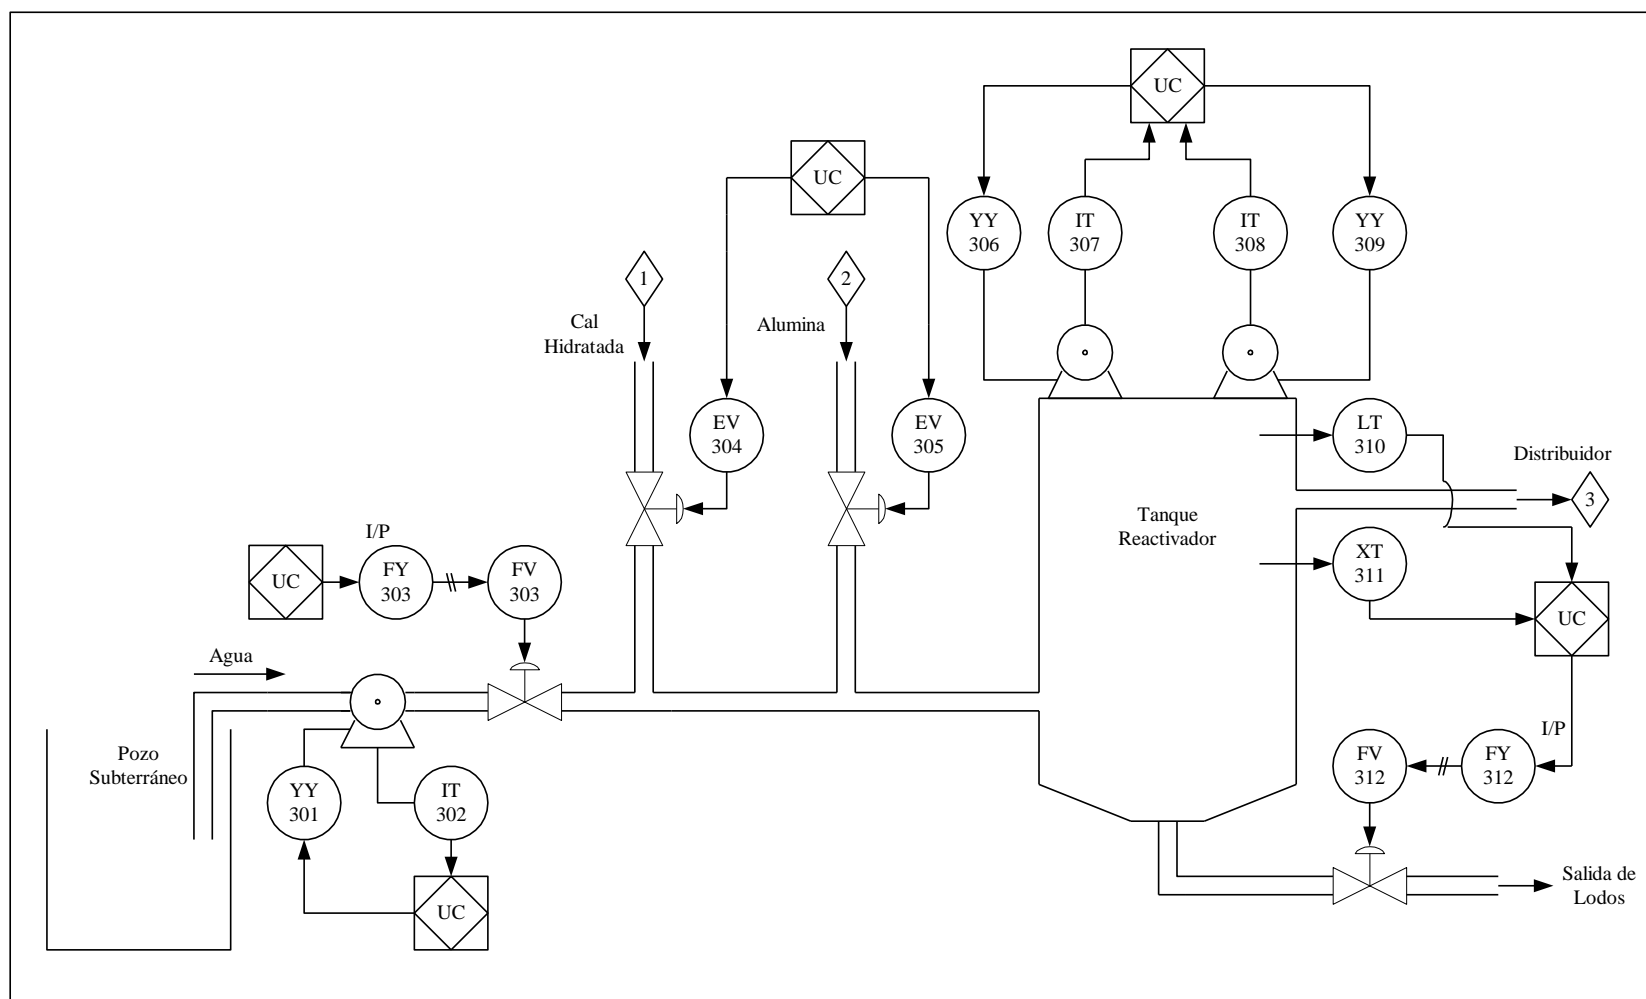 UC
UC
YY
306
IT
307
IT
308
YY
309
1
2
Cal
Hidratada
Alumina
EV
304
EV
305
LT
310
Distribuidor
3
Tanque
Reactivador
I/P
UC
FY
303
FV
303
XT
311
UC
Agua
I/P
Pozo
Subterráneo
YY
301
IT
302
FV
312
FY
312
UC
Salida de
Lodos